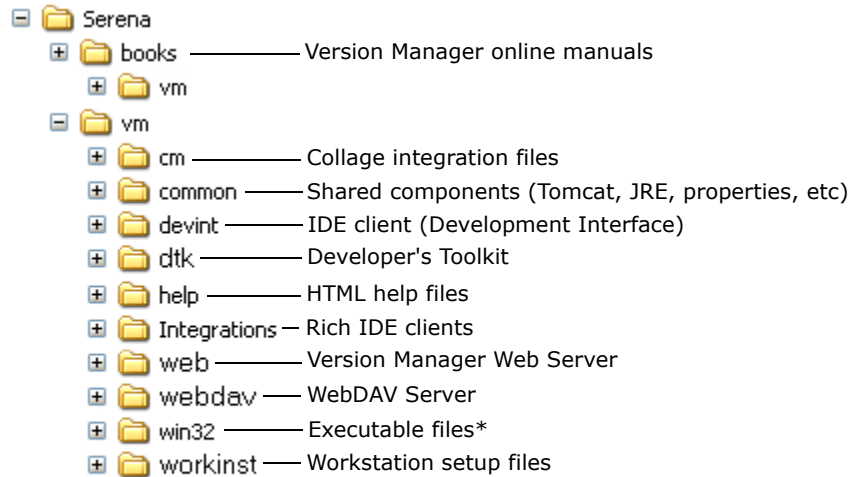 Serena
books Version Manager online manuals
vm
vm
cm Collage integration files
common Shared components (Tomcat, JRE, properties, etc)
devint IDE client (Development Interface)
dtk Developer's Toolkit
help HTML help files
Integrations Rich IDE clients
web Version Manager Web Server
webdav WebDAV Server
win32 Executable files*
workinst Workstation setup files